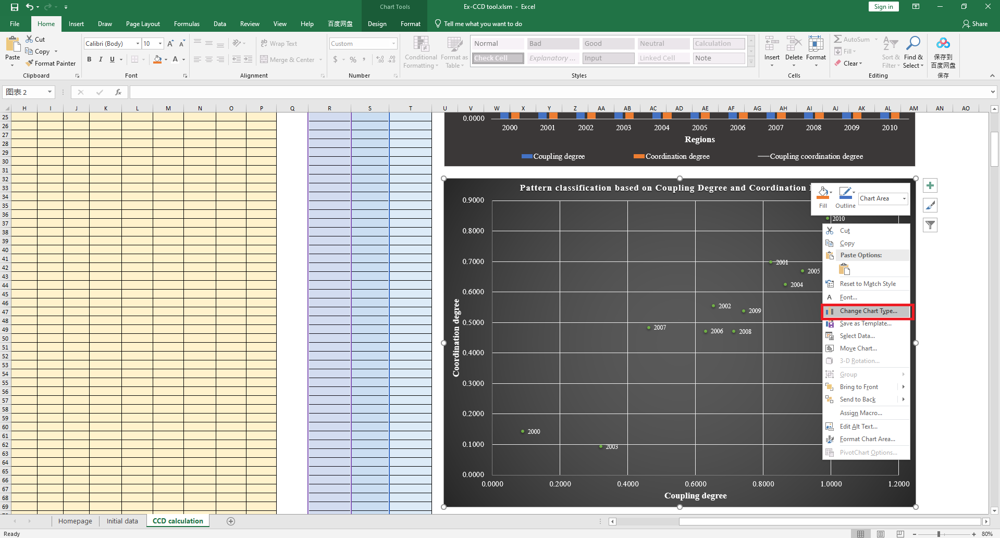 Chart Tools
Ex-CCD tool.xlsm - Excel
Sign in
File Home Insert Draw Page Layout Formulas Data Review View Help 百度网盘 Design Format Tell me what you want to do Share
Cut
Copy
Format Painter
Paste
Clipboard
Calibri (Body) 10
B I U A
Font
ab Wrap Text
Merge & Center
Alignment
Custom
$ % ,
Number
Conditional Formatting
Format as Table
Normal Bad Good Neutral Calculation
Check Cell Explanatory ... Input Linked Cell Note
Styles
Insert Delete Format
Cells
AutoSum
Fill
Clear
Sort & Filter
Find & Select
Editing
保存到
百度网盘
保存
图表 2
fx
H I J K L M N O P Q R S T U V W X Y Z AA AB AC AD AE AF AG AH AI AJ AK AL AM AN AO
25
26
27
28
29
30
31
32
33
34
35
36
37
38
39
40
41
42
43
44
45
46
47
48
49
50
51
52
53
54
55
56
57
58
59
60
61
62
63
64
65
66
67
68
69
0.0000
2000 2001 2002 2003 2004 2005 2006 2007 2008 2009 2010
Regions
Coupling degree Coordination degree Coupling coordination degree
Pattern classification based on Coupling Degree and Coordination
0.9000
0.8000
0.7000
0.6000
0.5000
0.4000
0.3000
0.2000
0.1000
0.0000
Coordination degree
2010
2001
2005
2004
2002
2009
2007
2006
2008
2000
2003
0.0000 0.2000 0.4000 0.6000 0.8000 1.0000 1.2000
Coupling degree
Fill
Outline
Chart Area
Cut
Copy
Paste Options:
Reset to Match Style
Font...
Change Chart Type...
Save as Template...
Select Data...
Move Chart...
3-D Rotation...
Group
Bring to Front
Send to Back
Assign Macro...
Edit Alt Text...
Format Chart Area...
PivotChart Options...
Homepage Initial data CCD calculation
Ready
80%